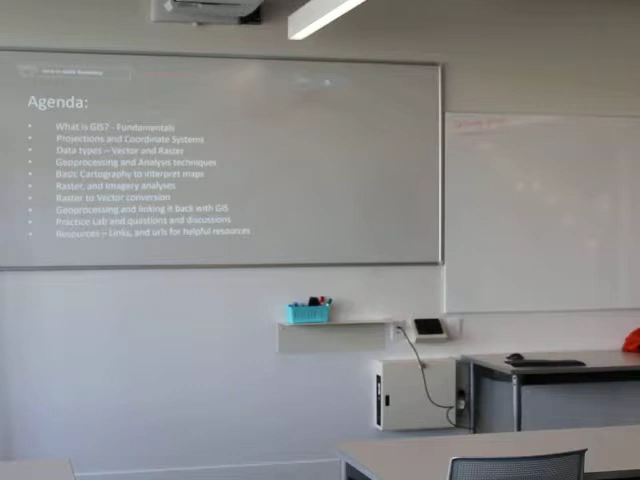 Agenda:
• What is GIS? - Fundamentals
• Projections and Coordinate Systems
• Data types – Vector and Raster
• Geoprocessing and Analysis techniques
• Basic Cartography to interpret maps
• Raster, and Imagery analyses
• Raster to Vector conversion
• Geoprocessing and linking it back with GIS
• Practice Lab and questions and discussions
• Resources – Links, and urls for helpful resources